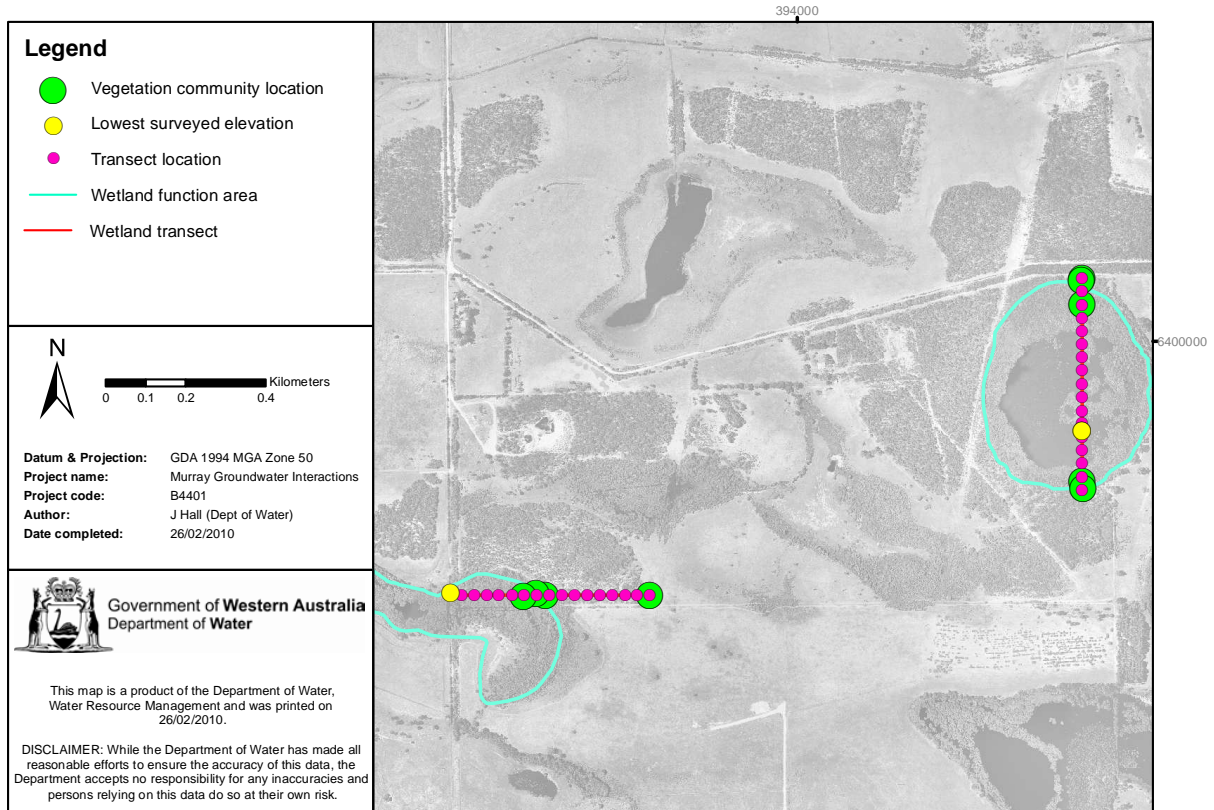 394000
Legend
Vegetation community location
Lowest surveyed elevation
Transect location
Wetland function area
Wetland transect
6400000
N
Kilometers
0 0.1 0.2 0.4
Datum & Projection: GDA 1994 MGA Zone 50
Project name: Murray Groundwater Interactions
Project code: B4401
Author: J Hall (Dept of Water)
Date completed: 26/02/2010
Government of Western Australia
Department of Water
This map is a product of the Department of Water,
Water Resource Management and was printed on
26/02/2010.
DISCLAIMER: While the Department of Water has made all
reasonable efforts to ensure the accuracy of this data, the
Department accepts no responsibility for any inaccuracies and
persons relying on this data do so at their own risk.